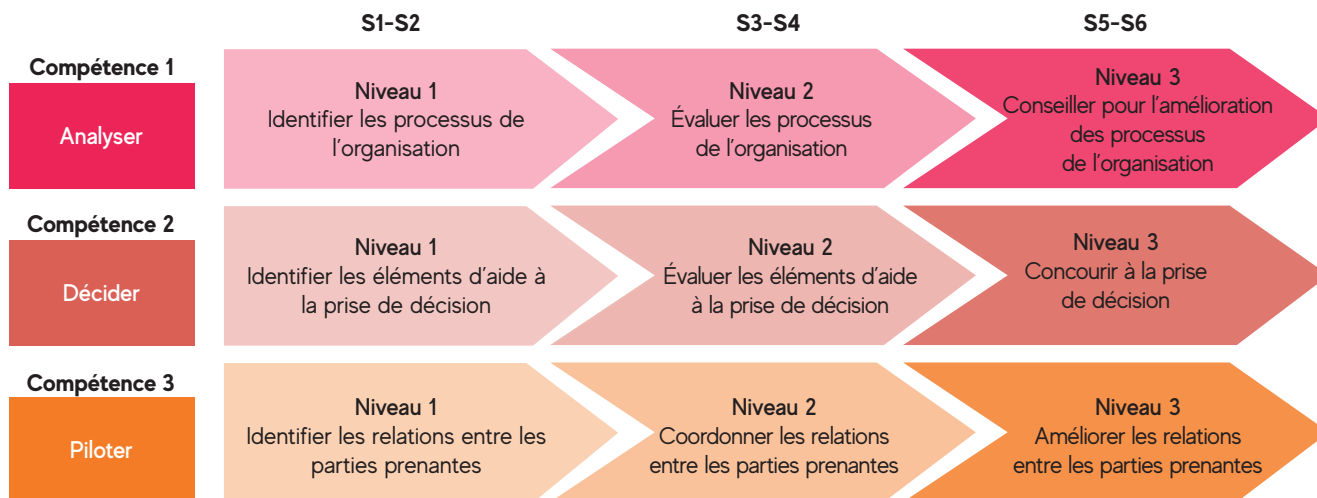 S1-S2
S3-S4
S5-S6
Compétence 1
Analyser
Niveau 1
Identifier les processus de
l'organisation
Niveau 2
Évaluer les processus
de l'organisation
Niveau 3
Conseiller pour l'amélioration
des processus
de l'organisation
Compétence 2
Décider
Niveau 1
Identifier les éléments d'aide à
la prise de décision
Niveau 2
Évaluer les éléments d'aide
à la prise de décision
Niveau 3
Concourir à la prise
de décision
Compétence 3
Piloter
Niveau 1
Identifier les relations entre les
parties prenantes
Niveau 2
Coordonner les relations
entre les parties prenantes
Niveau 3
Améliorer les relations
entre les parties prenantes